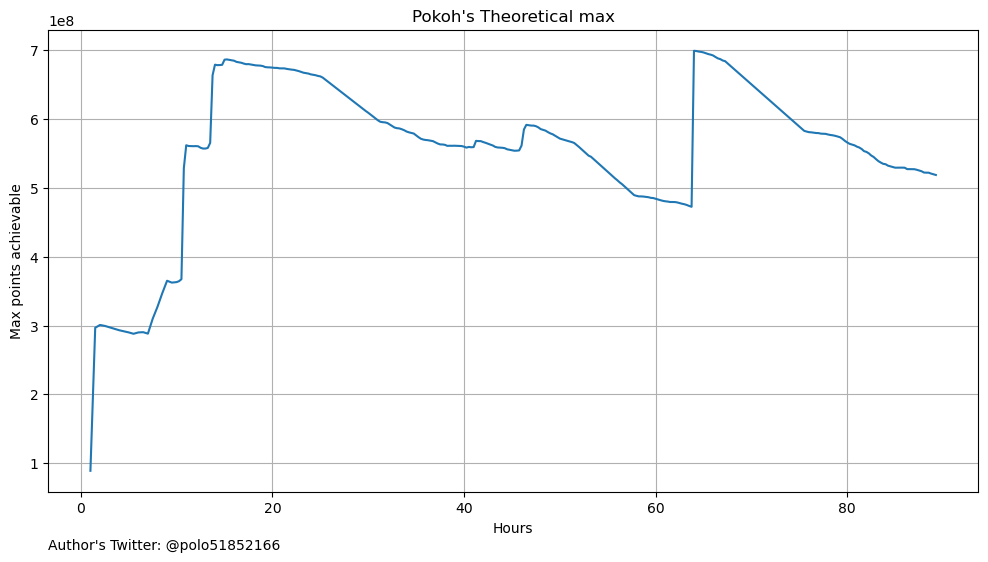 Pokoh's Theoretical max
1e8
7
6
5
4
3
2
1
Max points achievable
0 20 40 60 80
Hours
Author's Twitter: @polo51852166